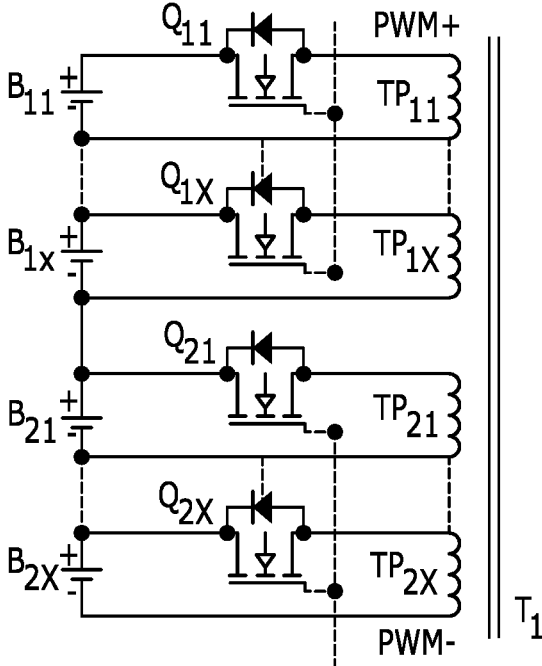 Q11 PWM+
B11 + - TP11
Q1X
B1x + - TP1X
Q21
B21 + - TP21
Q2X
B2X + - TP2X
T1
PWM-